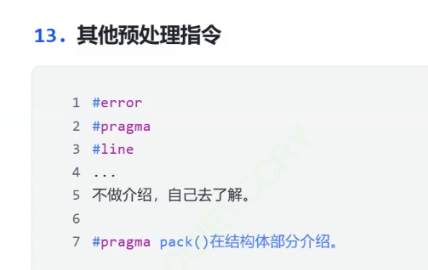 13. 其他预处理指令
1 #error
2 #pragma
3 #line
4 ...
5 不做介绍，自己去了解。
6
7 #pragma pack()在结构体部分介绍。